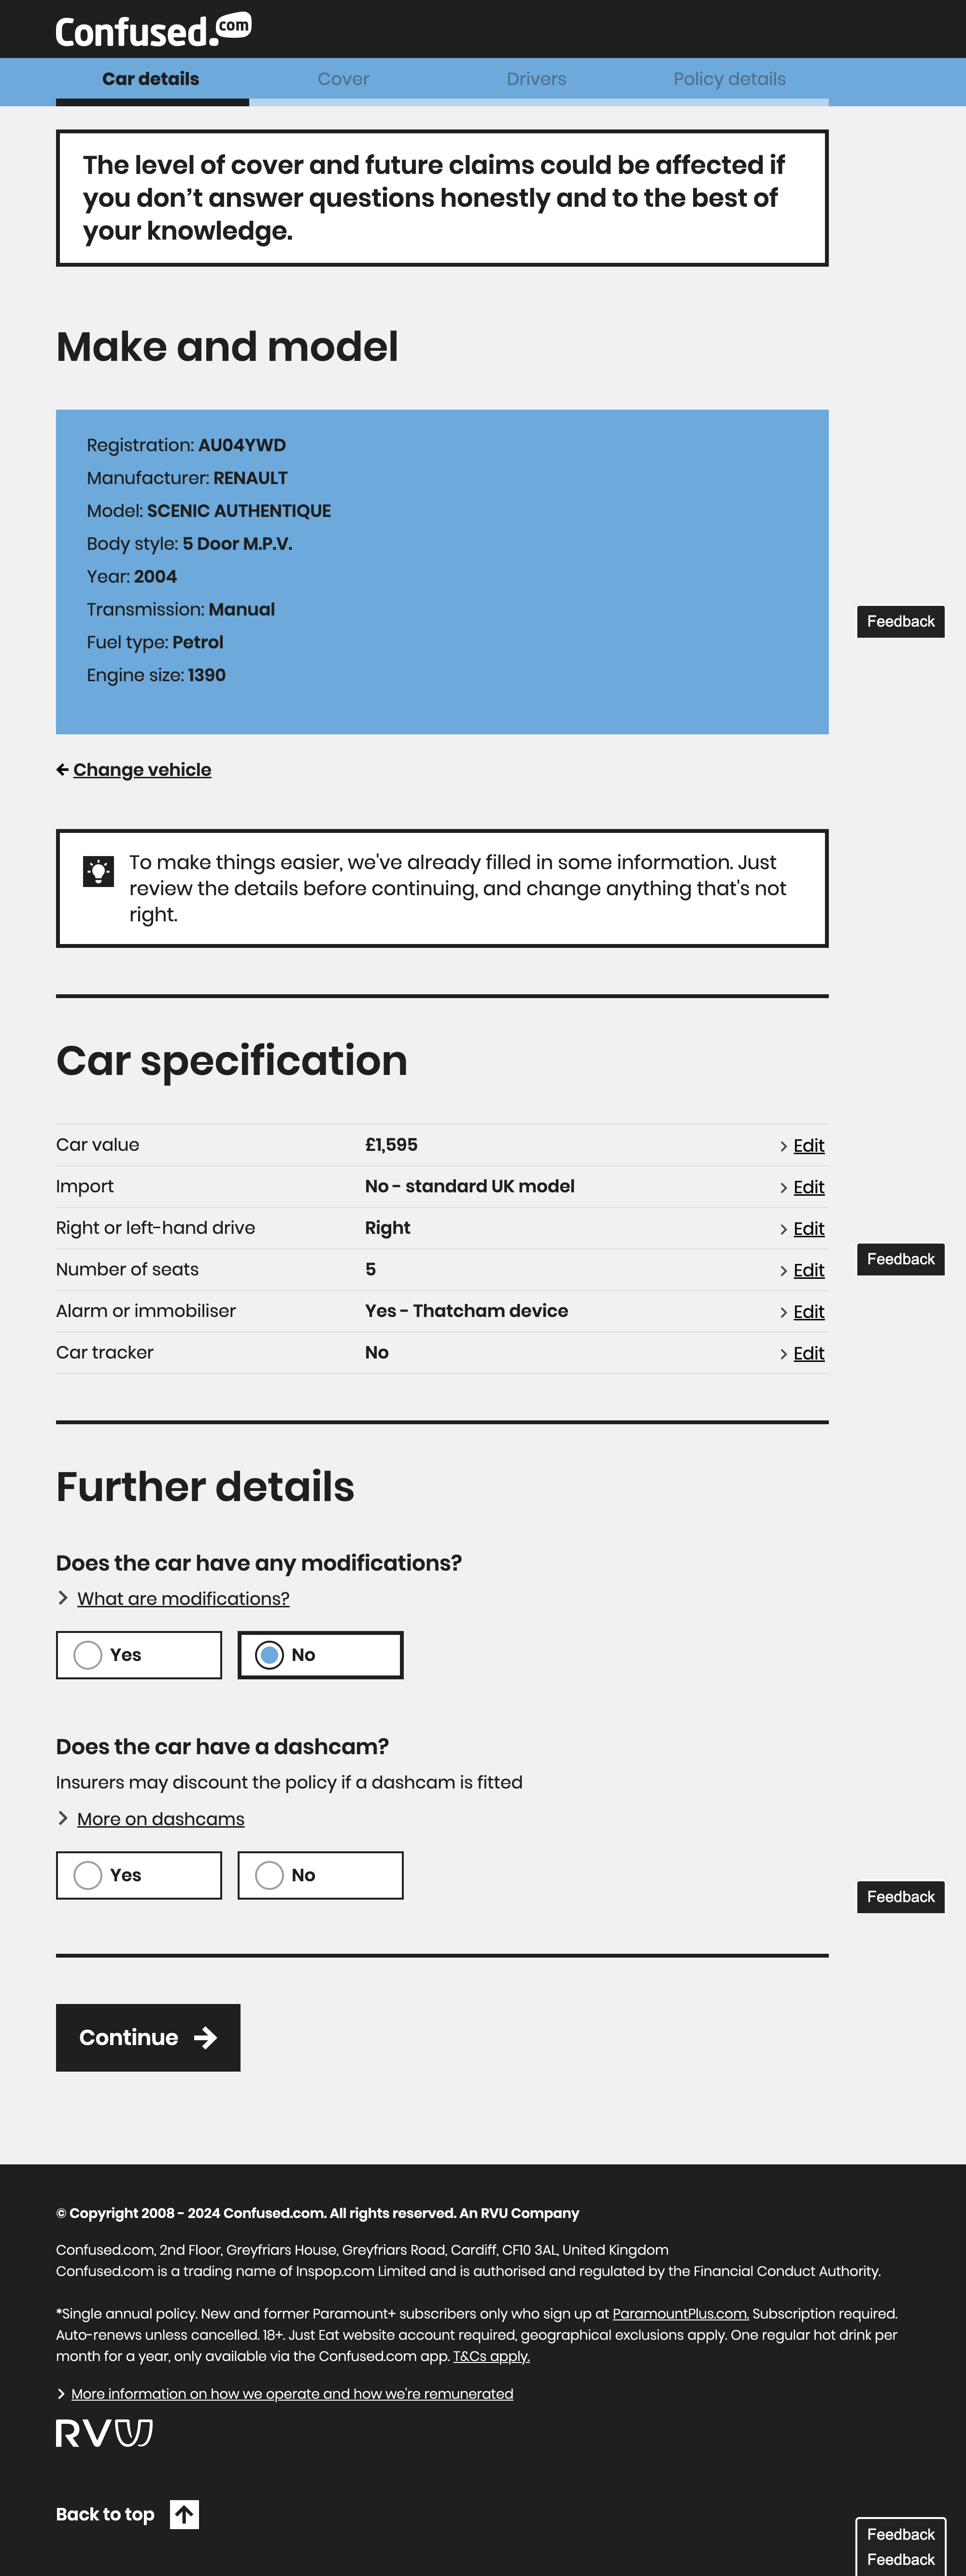 Confused.com
Car details
Cover
Drivers
Policy details
The level of cover and future claims could be affected if
you don’t answer questions honestly and to the best of
your knowledge.
Make and model
Registration: AU04YWD
Manufacturer: RENAULT
Model: SCENIC AUTHENTIQUE
Body style: 5 Door M.P.V.
Year: 2004
Transmission: Manual
Fuel type: Petrol
Engine size: 1390
Feedback
Change vehicle
To make things easier, we've already filled in some information. Just
review the details before continuing, and change anything that's not
right.
Car specification
Car value £1,595 Edit
Import No - standard UK model Edit
Right or left-hand drive Right Edit
Feedback
Number of seats 5 Edit
Alarm or immobiliser Yes - Thatcham device Edit
Car tracker No Edit
Further details
Does the car have any modifications?
What are modifications?
Yes No
Does the car have a dashcam?
Insurers may discount the policy if a dashcam is fitted
More on dashcams
Yes No
Feedback
Continue
© Copyright 2008 - 2024 Confused.com. All rights reserved. An RVU Company
Confused.com, 2nd Floor, Greyfriars House, Greyfriars Road, Cardiff, CF10 3AL, United Kingdom
Confused.com is a trading name of Inspop.com Limited and is authorised and regulated by the Financial Conduct Authority.
*Single annual policy. New and former Paramount+ subscribers only who sign up at ParamountPlus.com. Subscription required.
Auto-renews unless cancelled. 18+. Just Eat website account required, geographical exclusions apply. One regular hot drink per
month for a year, only available via the Confused.com app. T&Cs apply.
More information on how we operate and how we're remunerated
RVU
Back to top
Feedback
Feedback